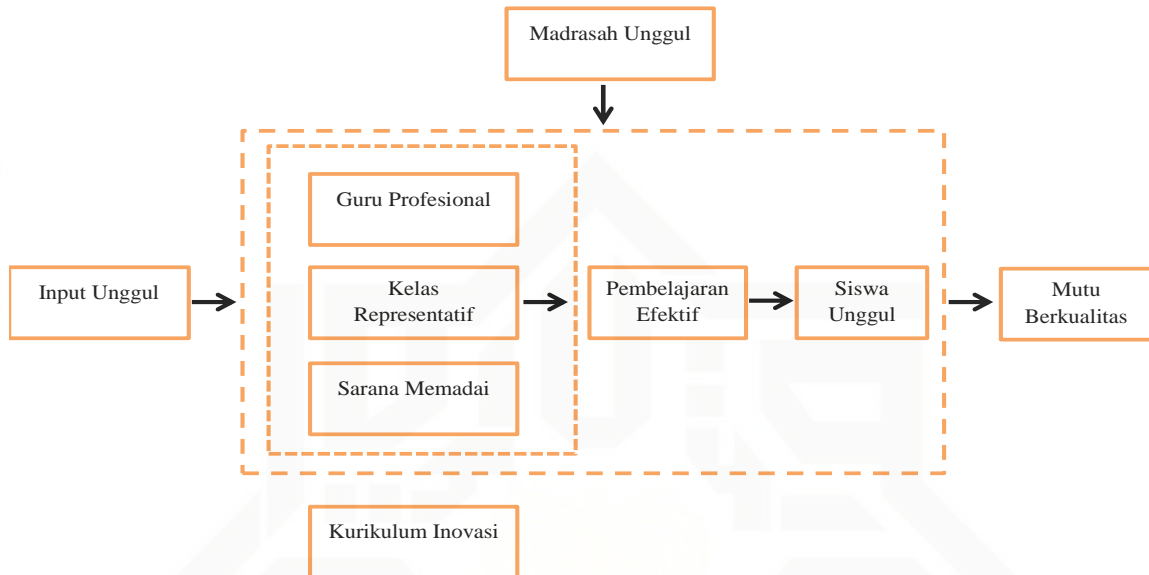 Madrasah Unggul
Guru Profesional
Input Unggul
Kelas
Representatif
Pembelajaran
Efektif
Siswa
Unggul
Mutu
Berkualitas
Sarana Memadai
Kurikulum Inovasi